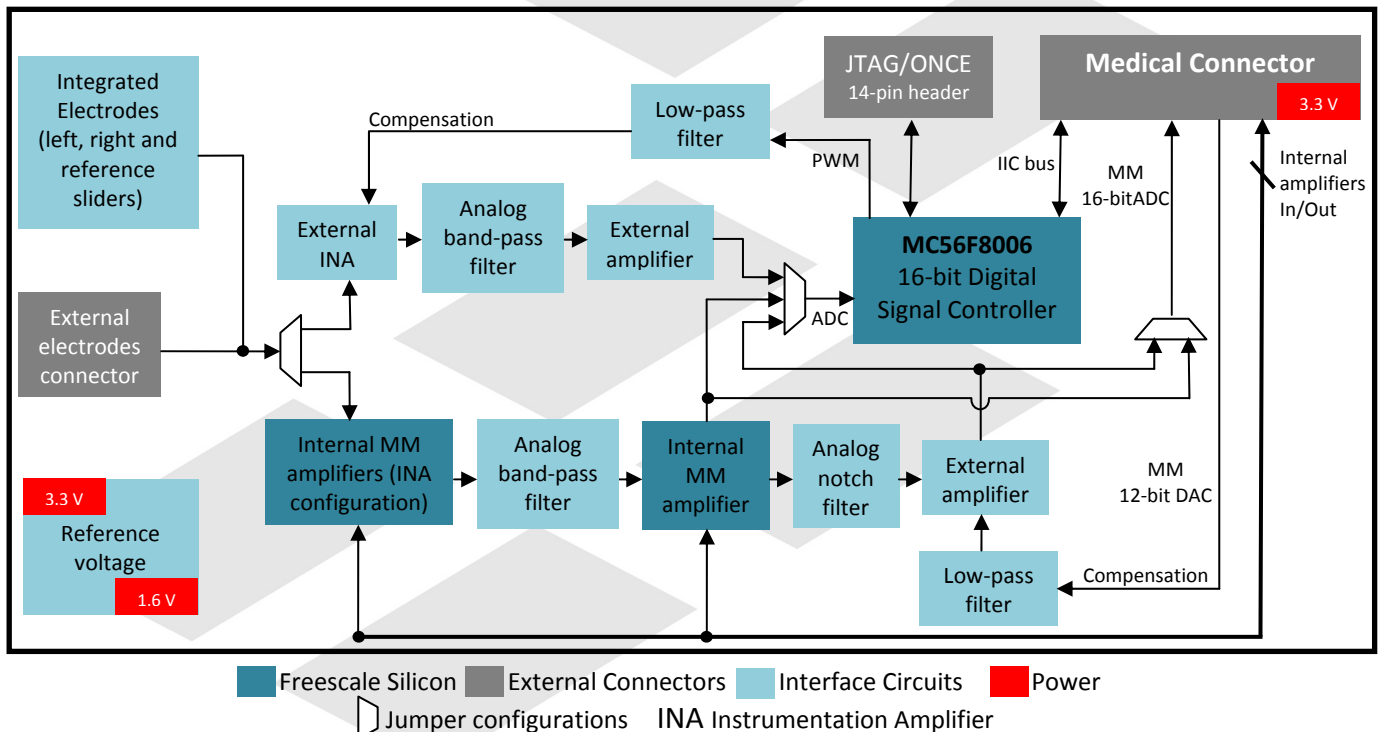 Integrated
Electrodes
(left, right and
reference
sliders)
External
electrodes
connector
3.3 V
Reference
voltage
1.6 V
Compensation
Low-pass
filter
PWM
JTAG/ONCE
14-pin header
IIC bus
Medical Connector
3.3 V
MM
16-bitADC
Internal
amplifiers
In/Out
External
INA
Analog
band-pass
filter
External
amplifier
ADC
MC56F8006
16-bit Digital
Signal Controller
Internal MM
amplifiers (INA
configuration)
Analog
band-pass
filter
Internal
MM
amplifier
Analog
notch
filter
External
amplifier
MM
12-bit DAC
Low-pass
filter
Compensation
Freescale Silicon
External Connectors
Interface Circuits
Power
Jumper configurations
INA Instrumentation Amplifier